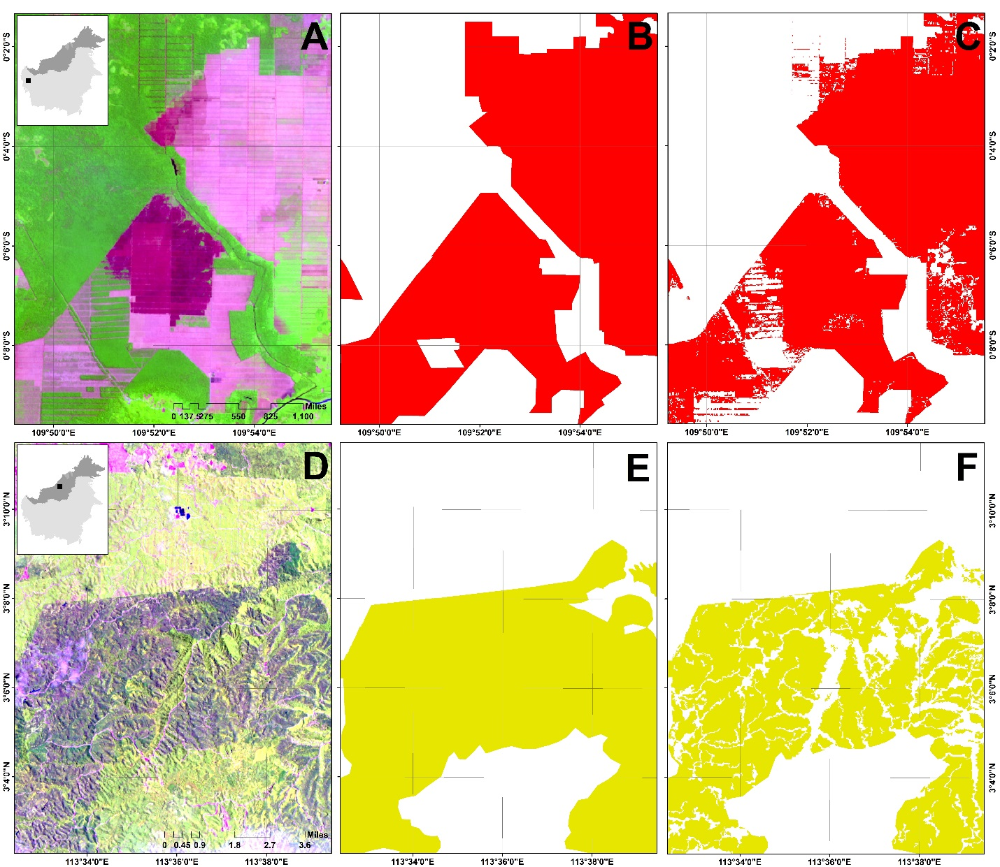 A
B
C
0°2'0"S
0°4'0"S
0°6'0"S
0°8'0"S
0°2'0"S
0°4'0"S
0°6'0"S
0°8'0"S
Miles
0 137.5 275 550 825 1,100
109°50'0"E 109°52'0"E 109°54'0"E
109°50'0"E 109°52'0"E 109°54'0"E
109°50'0"E 109°52'0"E 109°54'0"E
D
E
F
3°10'0"N
3°8'0"N
3°6'0"N
3°4'0"N
3°10'0"N
3°8'0"N
3°6'0"N
3°4'0"N
Miles
0 0.45 0.9 1.8 2.7 3.6
113°34'0"E 113°36'0"E 113°38'0"E
113°34'0"E 113°36'0"E 113°38'0"E
113°34'0"E 113°36'0"E 113°38'0"E